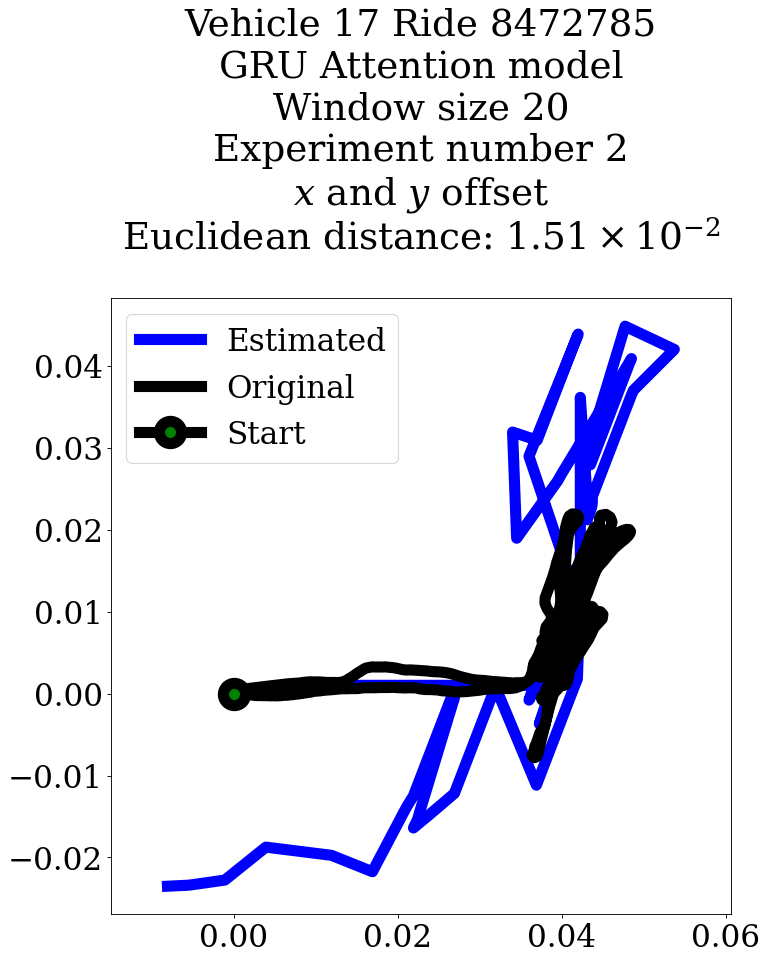 Vehicle 17 Ride 8472785
GRU Attention model
Window size 20
Experiment number 2
x and y offset
Euclidean distance: 1.51 × 10⁻²
Estimated
Original
Start
0.04
0.03
0.02
0.01
0.00
−0.01
−0.02
0.00 0.02 0.04 0.06